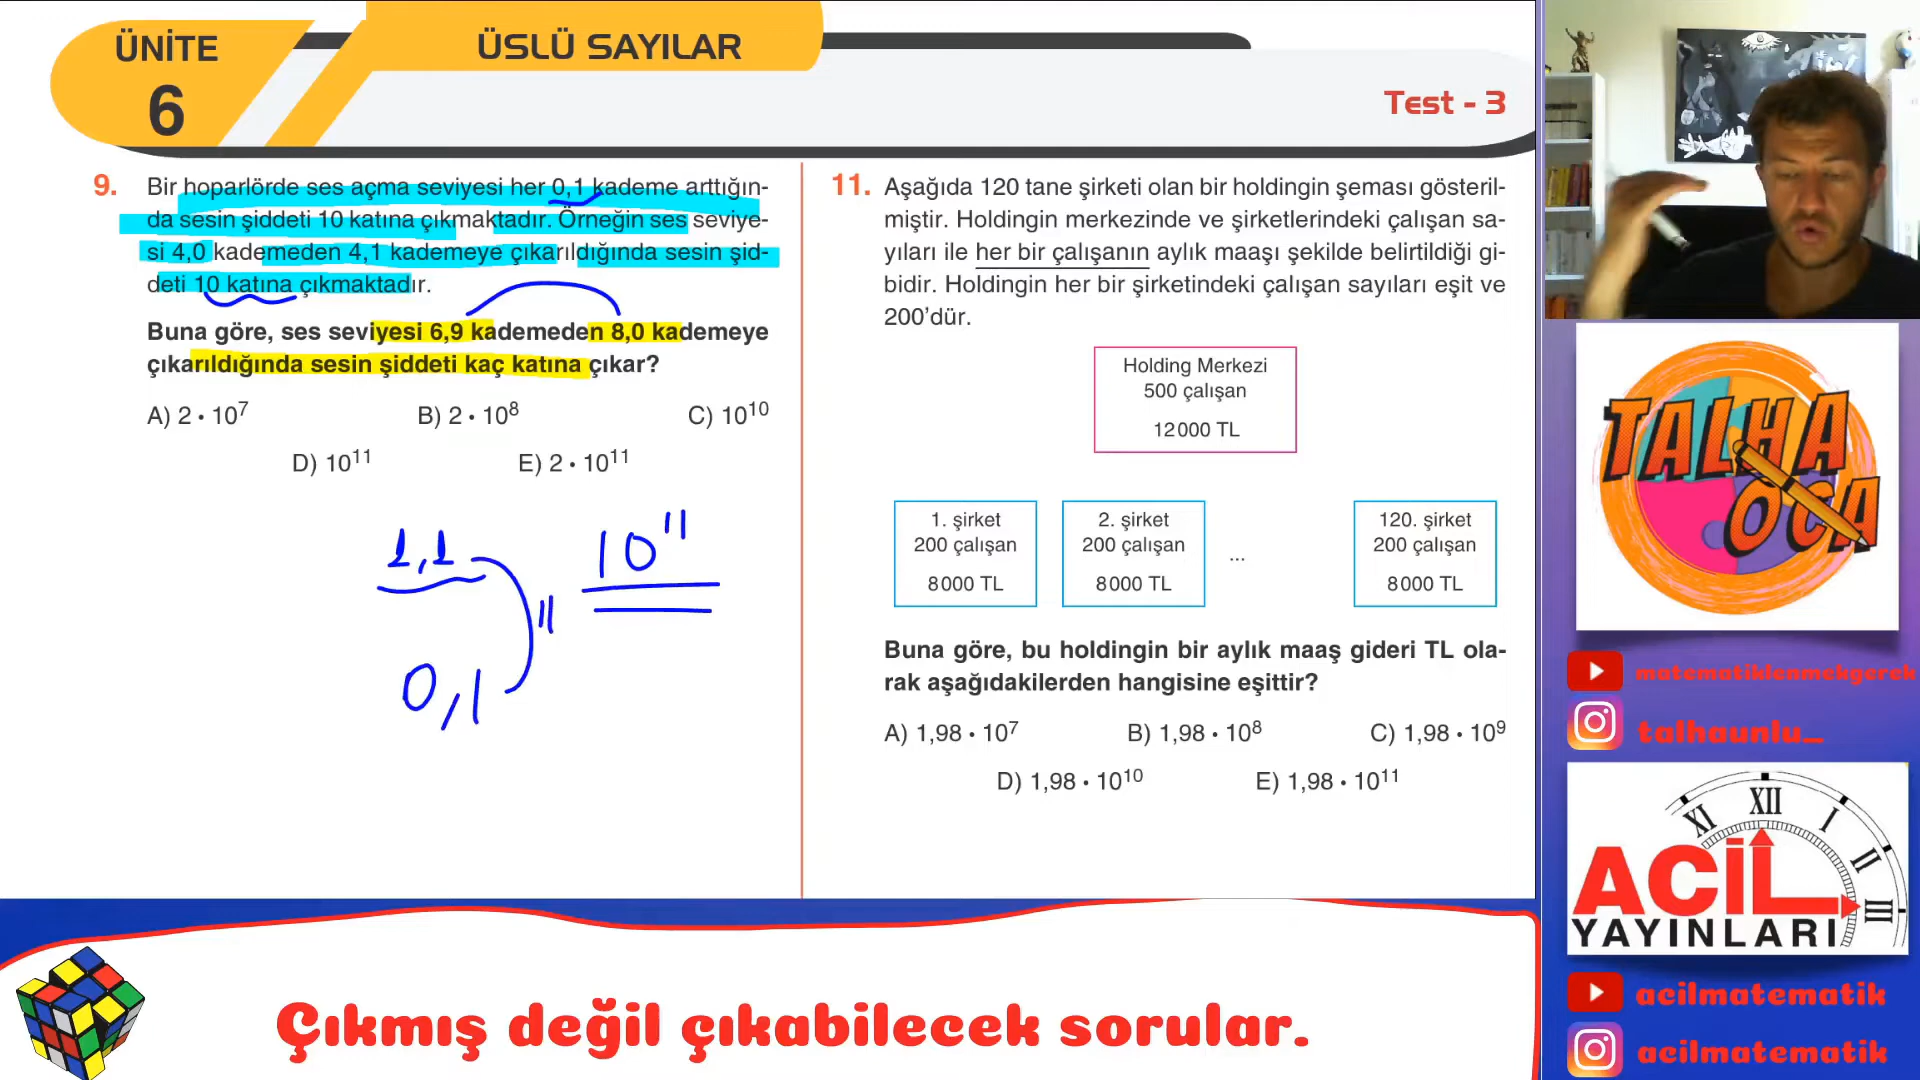 ÜNİTE
6
ÜSLÜ SAYILAR
Test - 3
9. Bir hoparlörde ses açma seviyesi her 0,1 kademe arttığın-
da sesin şiddeti 10 katına çıkmaktadır. Örneğin ses seviye-
si 4,0 kademeden 4,1 kademeye çıkarıldığında sesin şid-
deti 10 katına çıkmaktadır.
Buna göre, ses seviyesi 6,9 kademeden 8,0 kademeye
çıkarıldığında sesin şiddeti kaç katına çıkar?
A) 2 • 10⁷ B) 2 • 10⁸ C) 10¹⁰
D) 10¹¹ E) 2 • 10¹¹
1,1
10¹¹
11
0,1
11. Aşağıda 120 tane şirketi olan bir holdingin şeması gösteril-
miştir. Holdingin merkezinde ve şirketlerindeki çalışan sa-
yıları ile her bir çalışanın aylık maaşı şekilde belirtildiği gi-
bidir. Holdingin her bir şirketindeki çalışan sayıları eşit ve
200'dür.
Holding Merkezi
500 çalışan
12000 TL
1. şirket
200 çalışan
8000 TL
2. şirket
200 çalışan
8000 TL
...
120. şirket
200 çalışan
8000 TL
Buna göre, bu holdingin bir aylık maaş gideri TL ola-
rak aşağıdakilerden hangisine eşittir?
A) 1,98 • 10⁷ B) 1,98 • 10⁸ C) 1,98 • 10⁹
D) 1,98 • 10¹⁰ E) 1,98 • 10¹¹
TALHA
OCA
matematiklenmekgerek
talhaunlu_
XI XII I II III
ACİL
YAYINLARI
acilmatematik
acilmatematik
Çıkmış değil çıkabilecek sorular.